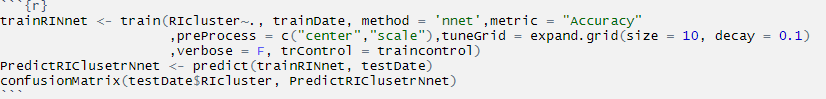 ```{r}
trainRINnet <- train(RIcluster~., trainDate, method = 'nnet',metric = "Accuracy"
,preProcess = c("center","scale"),tuneGrid = expand.grid(size = 10, decay = 0.1)
,verbose = F, trControl = traincontrol)
PredictRIClusetrNnet <- predict(trainRINnet, testDate)
confusionMatrix(testDate$RIcluster, PredictRIClusetrNnet)
```